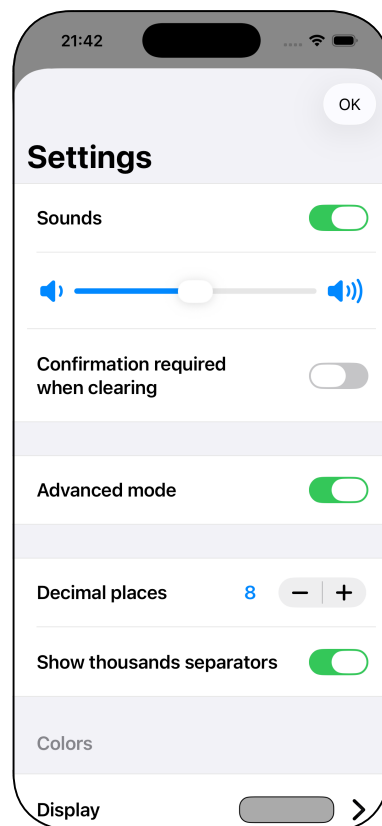 21:42
OK
Settings
Sounds
Confirmation required
when clearing
Advanced mode
Decimal places 8
Show thousands separators
Colors
Display